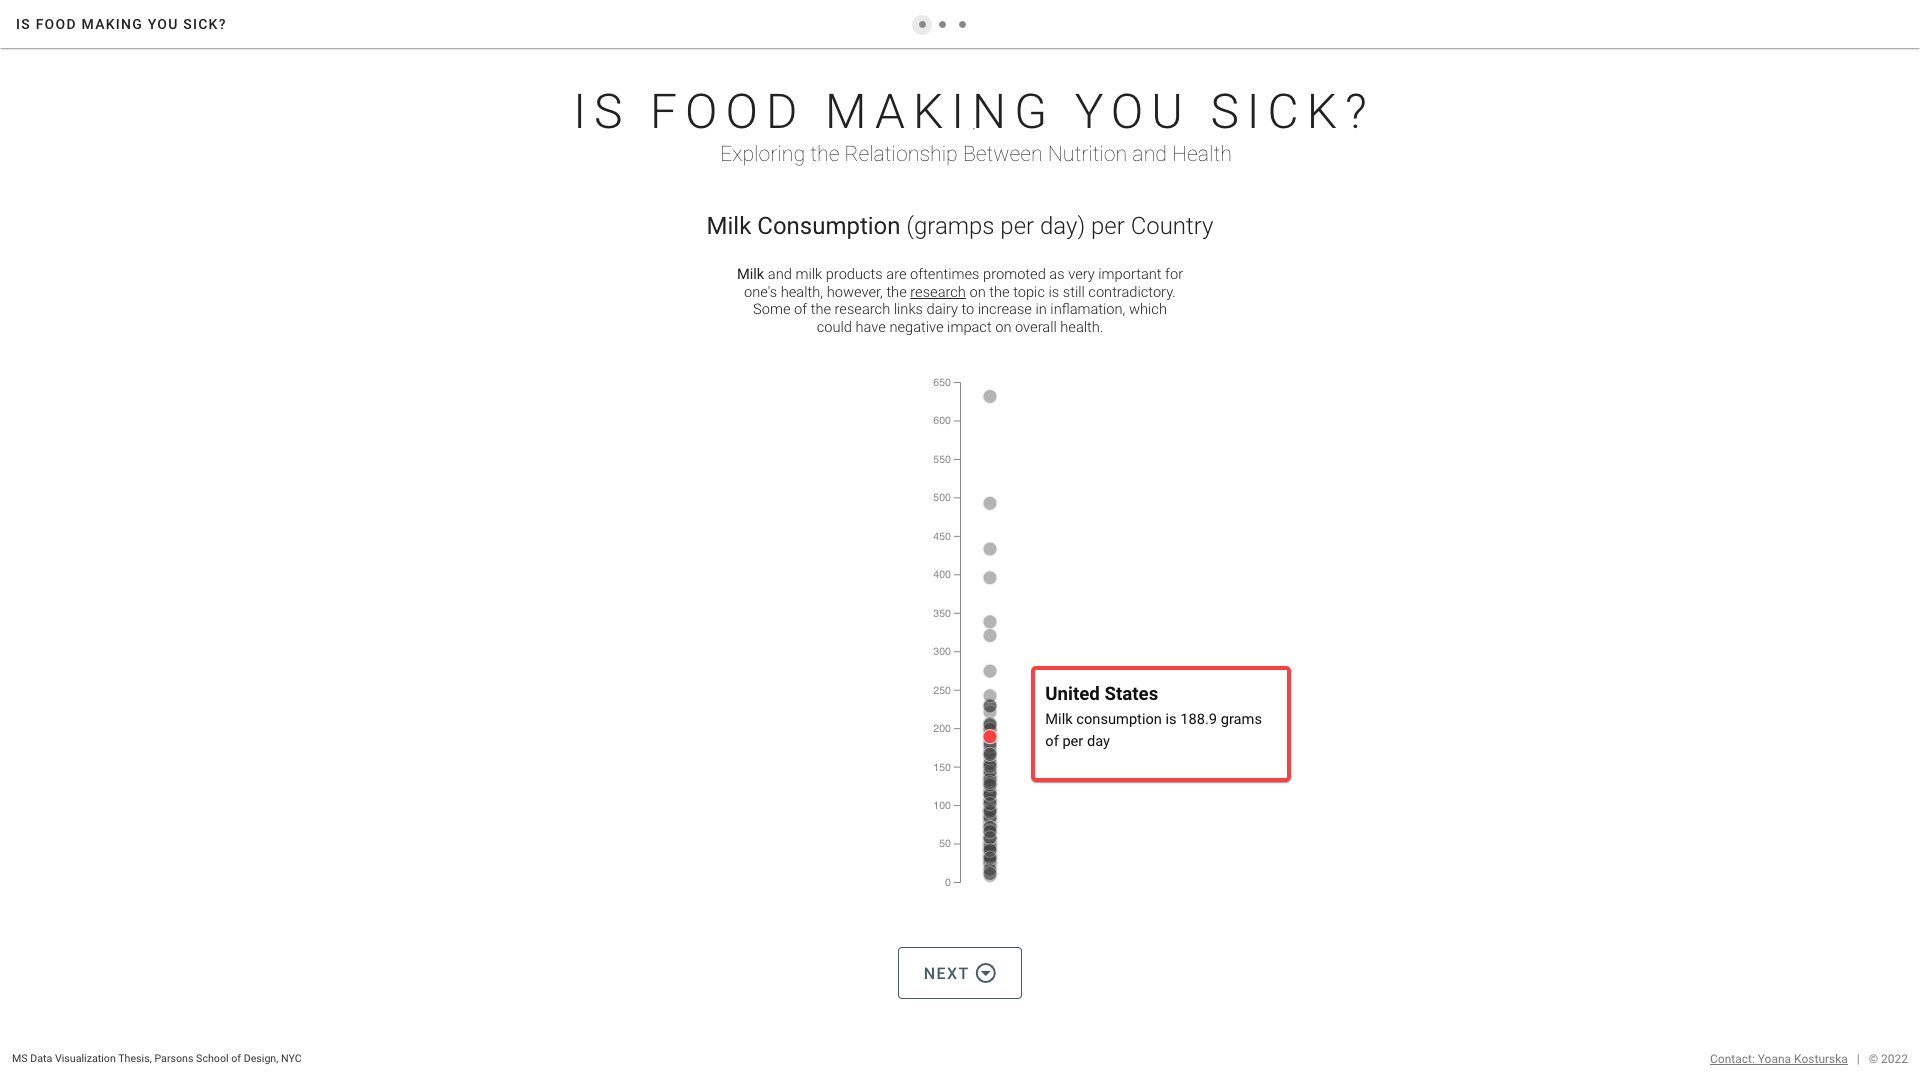 IS FOOD MAKING YOU SICK?
IS FOOD MAKING YOU SICK?
Exploring the Relationship Between Nutrition and Health
Milk Consumption (gramps per day) per Country
Milk and milk products are oftentimes promoted as very important for
one's health, however, the research on the topic is still contradictory.
Some of the research links dairy to increase in inflamation, which
could have negative impact on overall health.
650
600
550
500
450
400
350
300
250
200
150
100
50
0
United States
Milk consumption is 188.9 grams
of per day
NEXT
MS Data Visualization Thesis, Parsons School of Design, NYC
Contact: Yoana Kosturska | © 2022